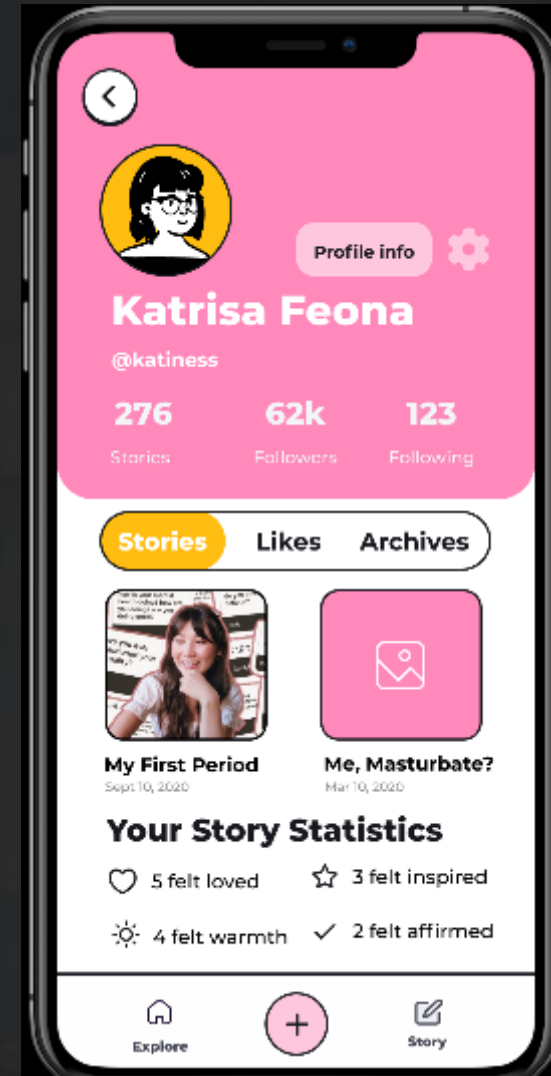 Profile info
Katrisa Feona
@katiness
276 62k 123
Stories Followers Following
Stories Likes Archives
My First Period Me, Masturbate?
Sept 10, 2020 Mar 10, 2020
Your Story Statistics
5 felt loved 3 felt inspired
4 felt warmth 2 felt affirmed
Explore Story